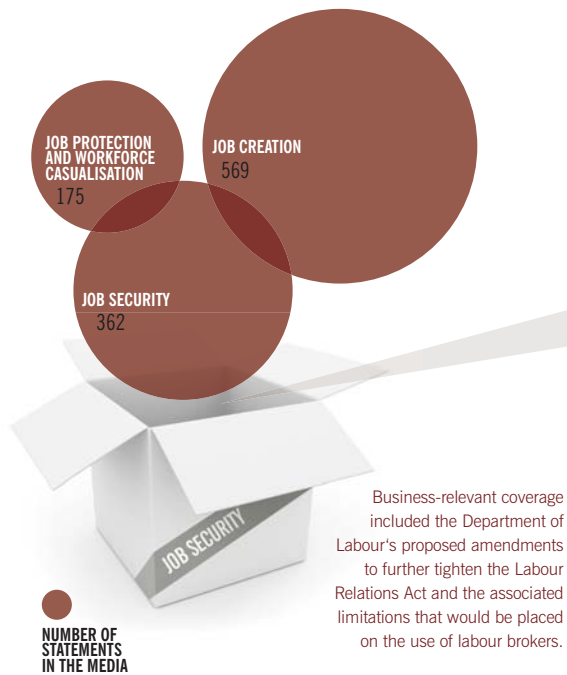 JOB PROTECTION
AND WORKFORCE
CASUALISATION
175
JOB CREATION
569
JOB SECURITY
362
JOB SECURITY
Business-relevant coverage
included the Department of
Labour‘s proposed amendments
to further tighten the Labour
Relations Act and the associated
limitations that would be placed
on the use of labour brokers.
NUMBER OF
STATEMENTS
IN THE MEDIA